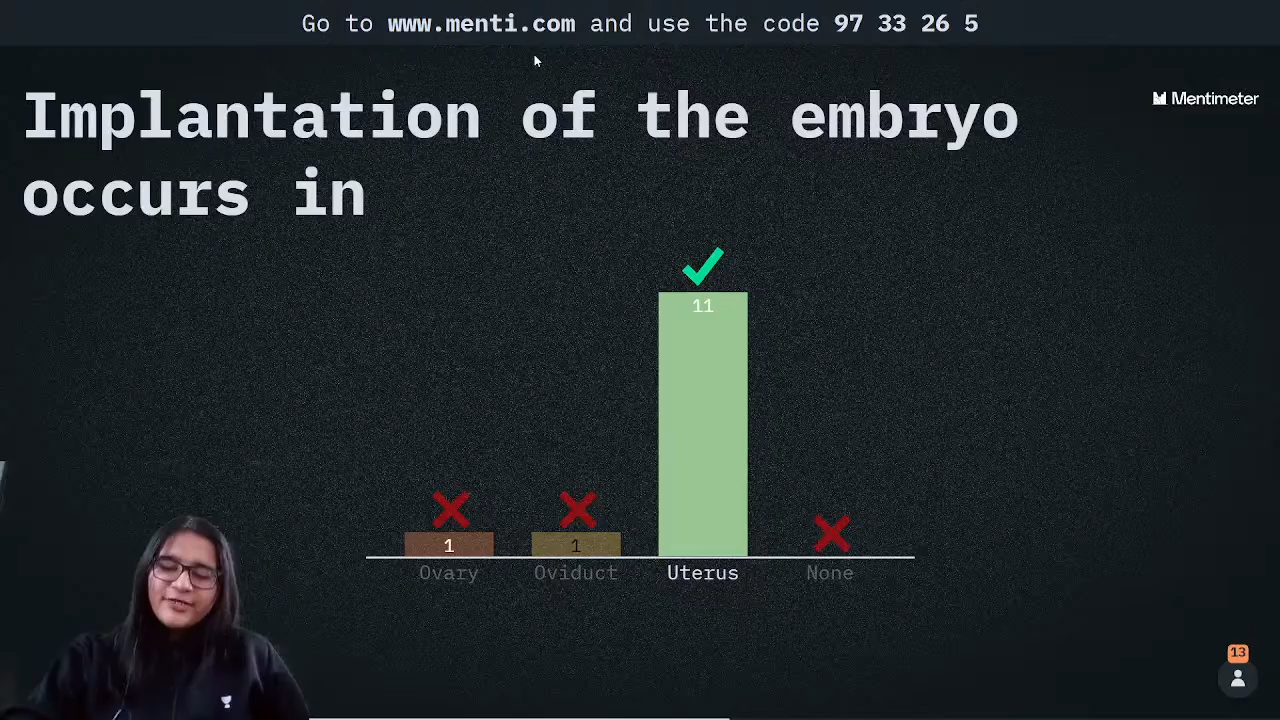 Go to www.menti.com and use the code 97 33 26 5
Mentimeter
Implantation of the embryo
occurs in
11
1
1
Ovary
Oviduct
Uterus
None
13